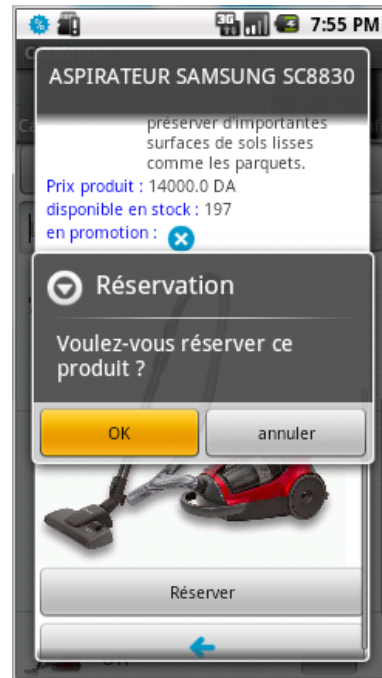 3G
7:55 PM
ASPIRATEUR SAMSUNG SC8830
préserver d'importantes
surfaces de sols lisses
comme les parquets.
Prix produit : 14000.0 DA
disponible en stock : 197
en promotion :
Réservation
Voulez-vous réserver ce
produit ?
OK
annuler
Réserver